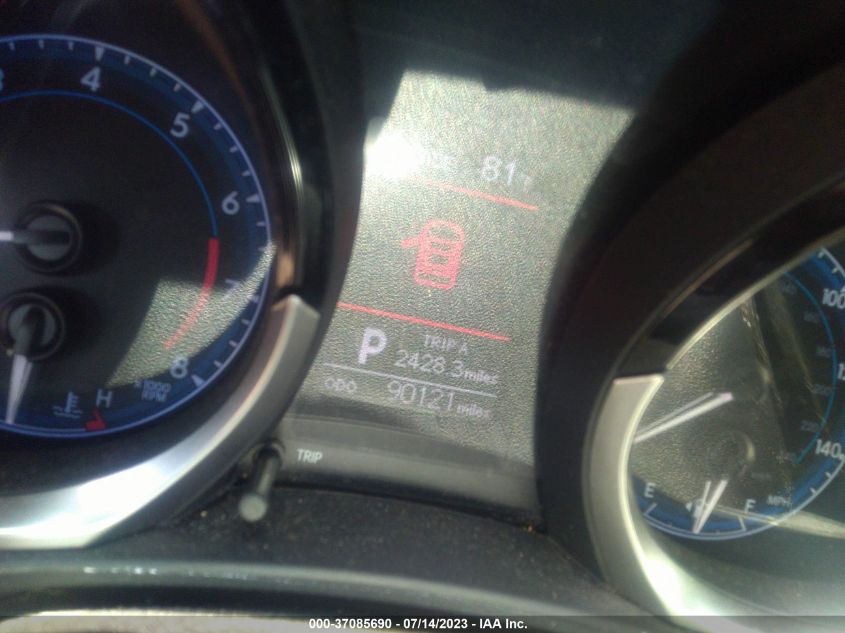 4
5
6
7
8
x1000
RPM
H
81
TRIP A
P 2428.3 miles
ODO 90121 miles
TRIP
E
F
MPH
100
140
000-37085690 - 07/14/2023 - IAA Inc.